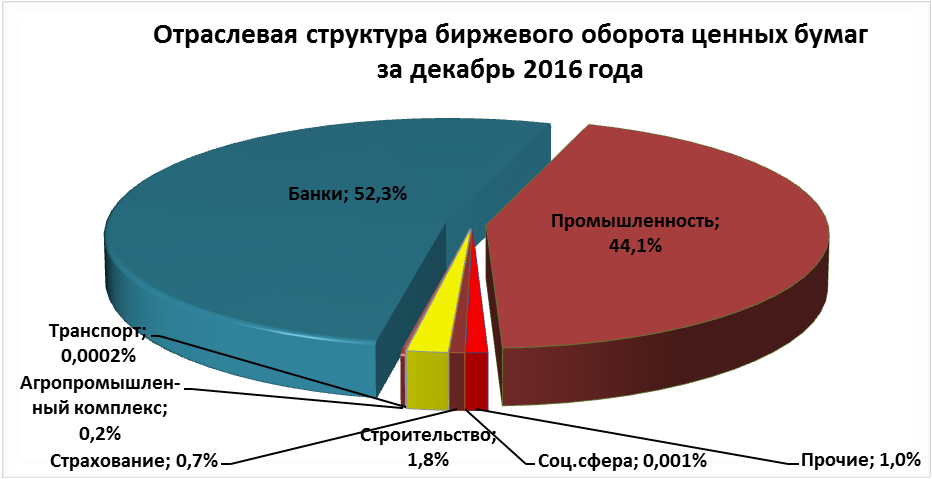 Отраслевая структура биржевого оборота ценных бумаг
за декабрь 2016 года
Банки; 52,3%
Промышленность;
44,1%
Транспорт;
0,0002%
Агропромышлен-
ный комплекс;
0,2%
Страхование; 0,7%
Строительство;
1,8%
Соц.сфера; 0,001%
Прочие; 1,0%